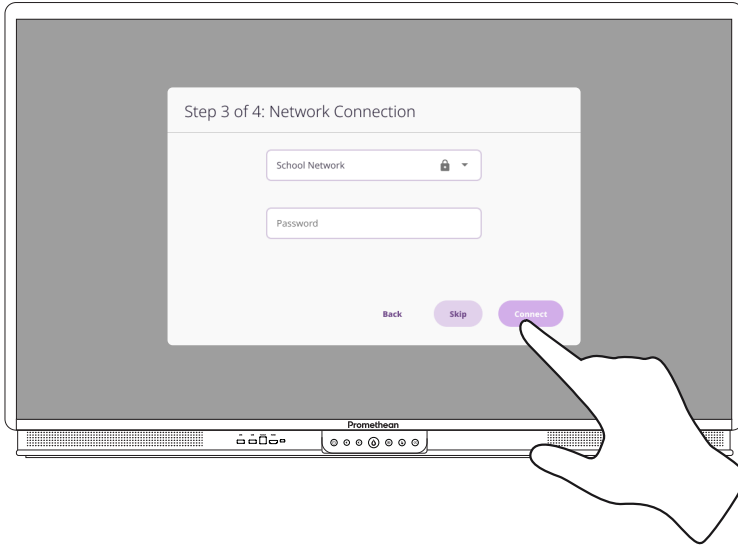 Step 3 of 4: Network Connection
School Network
Password
Back
Skip
Connect
Promethean